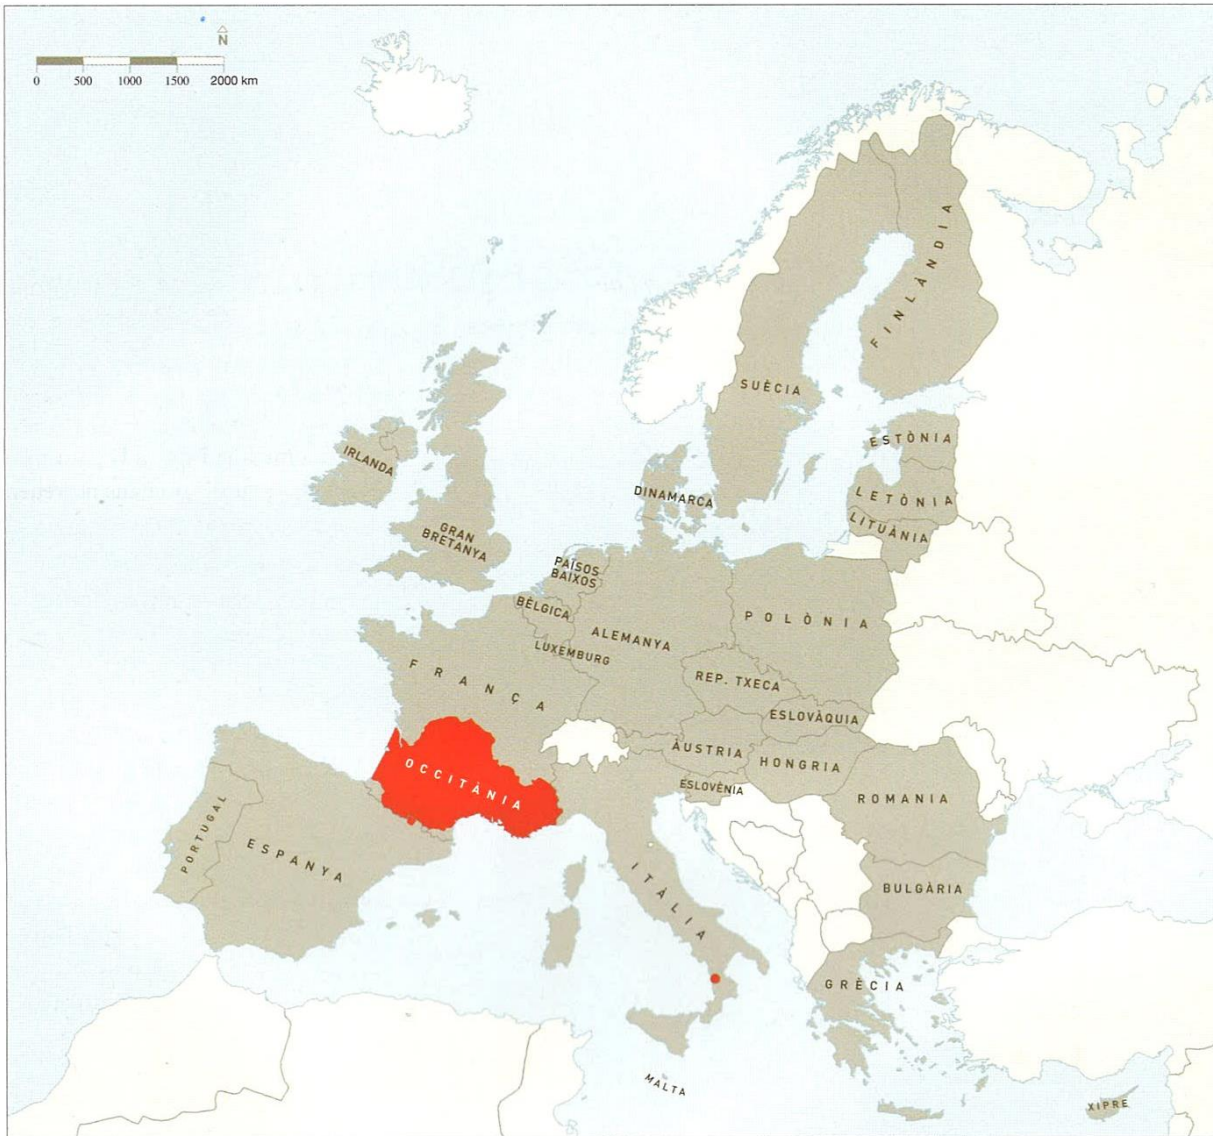 N
0 500 1000 1500 2000 km
FINLÀNDIA
SUÈCIA
ESTÒNIA
IRLANDA
LETÒNIA
DINAMARCA
LITUÀNIA
GRAN
BRETANYA
PAÏSOS
BAIXOS
BÈLGICA
POLÒNIA
ALEMANYA
LUXEMBURG
FRANÇA
REP. TXECA
ESLOVÀQUIA
ÀUSTRIA
HONGRIA
OCCITÀNIA
ESLOVÈNIA
ROMANIA
PORTUGAL
ESPANYA
ITÀLIA
BULGÀRIA
GRÈCIA
MALTA
XIPRE